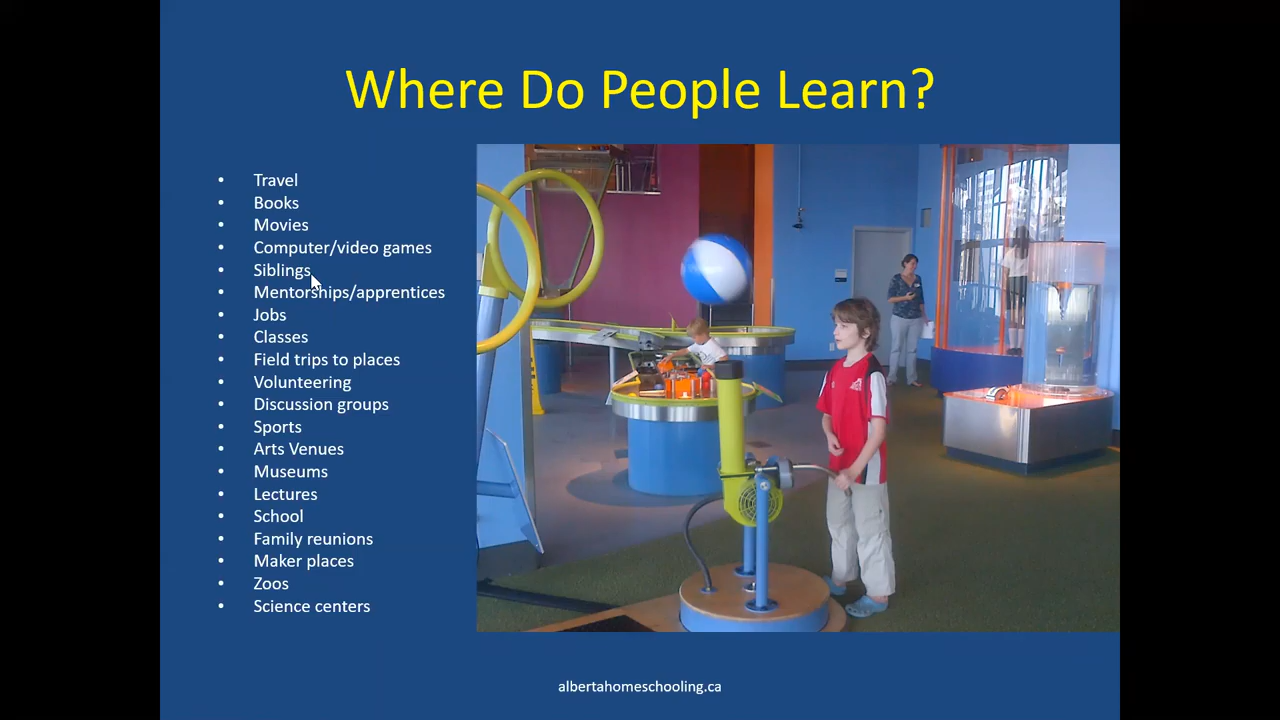 Where Do People Learn?
• Travel
• Books
• Movies
• Computer/video games
• Siblings
• Mentorships/apprentices
• Jobs
• Classes
• Field trips to places
• Volunteering
• Discussion groups
• Sports
• Arts Venues
• Museums
• Lectures
• School
• Family reunions
• Maker places
• Zoos
• Science centers
albertahomeschooling.ca